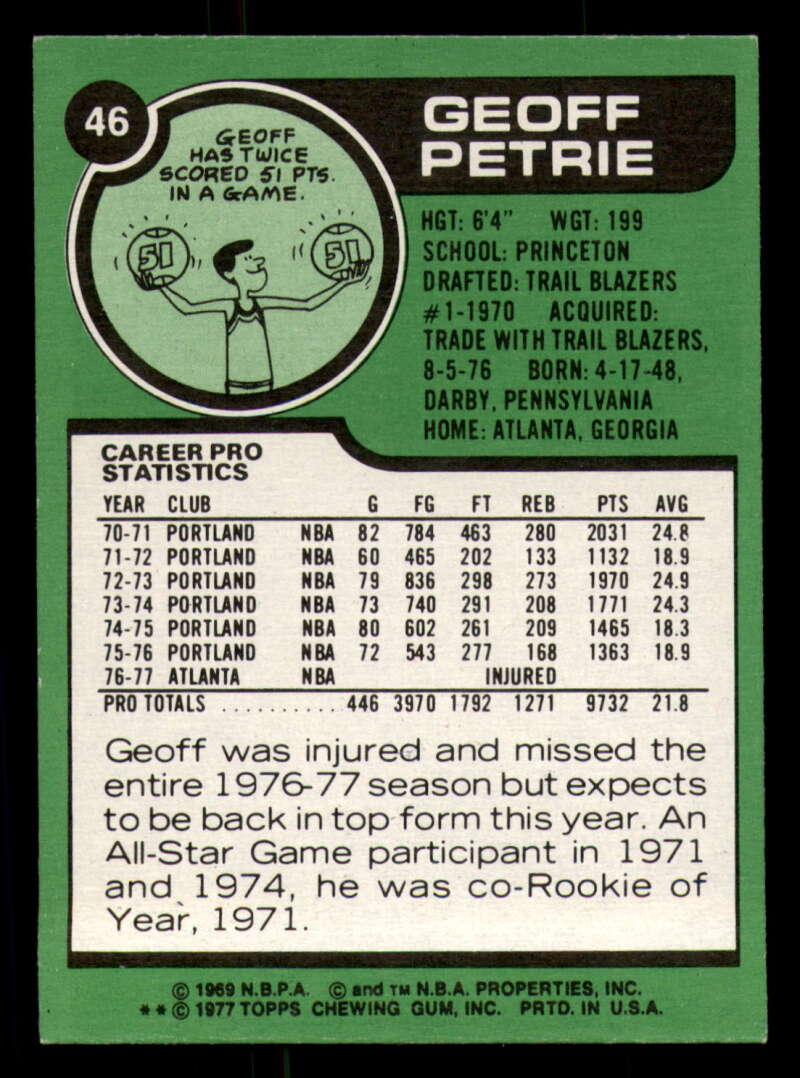 46
GEOFF
PETRIE
GEOFF
HAS TWICE
SCORED 51 PTS.
IN A GAME.
51 51
HGT: 6'4" WGT: 199
SCHOOL: PRINCETON
DRAFTED: TRAIL BLAZERS
#1-1970 ACQUIRED:
TRADE WITH TRAIL BLAZERS,
8-5-76 BORN: 4-17-48,
DARBY, PENNSYLVANIA
HOME: ATLANTA, GEORGIA
CAREER PRO
STATISTICS
YEAR CLUB G FG FT REB PTS AVG
70-71 PORTLAND NBA 82 784 463 280 2031 24.8
71-72 PORTLAND NBA 60 465 202 133 1132 18.9
72-73 PORTLAND NBA 79 836 298 273 1970 24.9
73-74 PORTLAND NBA 73 740 291 208 1771 24.3
74-75 PORTLAND NBA 80 602 261 209 1465 18.3
75-76 PORTLAND NBA 72 543 277 168 1363 18.9
76-77 ATLANTA NBA INJURED
PRO TOTALS .......... 446 3970 1792 1271 9732 21.8
Geoff was injured and missed the
entire 1976-77 season but expects
to be back in top form this year. An
All-Star Game participant in 1971
and 1974, he was co-Rookie of
Year, 1971.
© 1969 N.B.P.A. © and TM N.B.A. PROPERTIES, INC.
** © 1977 TOPPS CHEWING GUM, INC. PRTD. IN U.S.A.